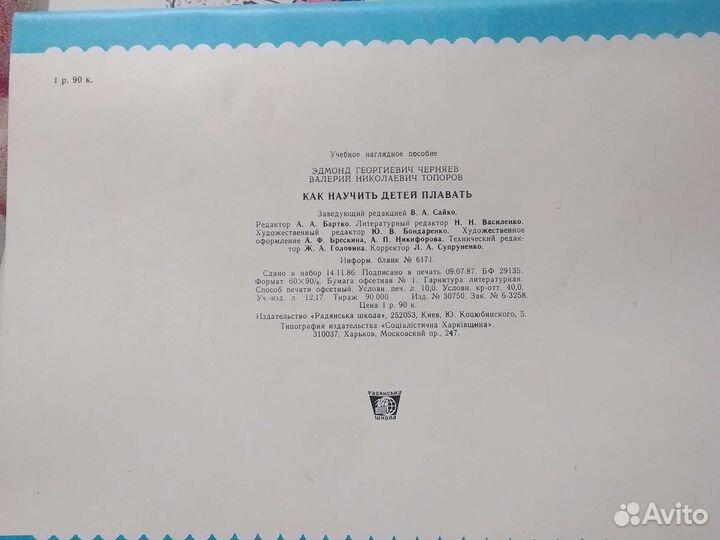 1 р. 90 к.
Учебное наглядное пособие
ЭДМОНД ГЕОРГИЕВИЧ ЧЕРНЯЕВ
ВАЛЕРИЙ НИКОЛАЕВИЧ ТОПОРОВ
КАК НАУЧИТЬ ДЕТЕЙ ПЛАВАТЬ
Заведующий редакцией В. А. Сайко.
Редактор А. А. Бартко. Литературный редактор Н. Н. Василенко.
Художественный редактор Ю. В. Бондаренко. Художественное
оформление А. Ф. Ярескина, А. П. Никифорова. Технический редак-
тор Ж. А. Головина. Корректор Л. А. Супруненко.
Информ. бланк № 6171.
Сдано в набор 14.11.86. Подписано в печать 09.07.87. БФ 29135.
Формат 60×90/8. Бумага офсетная № 1. Гарнитура литературная.
Способ печати офсетный. Условн. печ. л. 10,0. Условн. кр-отт. 40,0.
Уч.-изд. л. 12,17. Тираж 90 000 Изд. № 30750. Зак. № 6-3258.
Цена 1 р. 90 к.
Издательство «Радянська школа», 252053, Киев, Ю. Коцюбинского, 5.
Типография издательства «Соціалістична Харківщина».
310037, Харьков, Московский пр., 247.
РАДЯНСЬКА
ШКОЛА
Avito